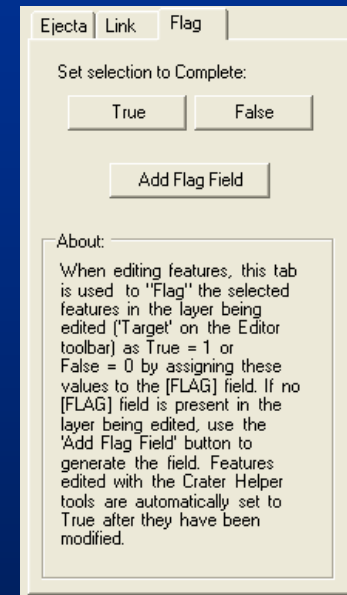 Ejecta Link Flag
Set selection to Complete:
True False
Add Flag Field
About:
When editing features, this tab
is used to "Flag" the selected
features in the layer being
edited ('Target' on the Editor
toolbar) as True = 1 or
False = 0 by assigning these
values to the [FLAG] field. If no
[FLAG] field is present in the
layer being edited, use the
'Add Flag Field' button to
generate the field. Features
edited with the Crater Helper
tools are automatically set to
True after they have been
modified.